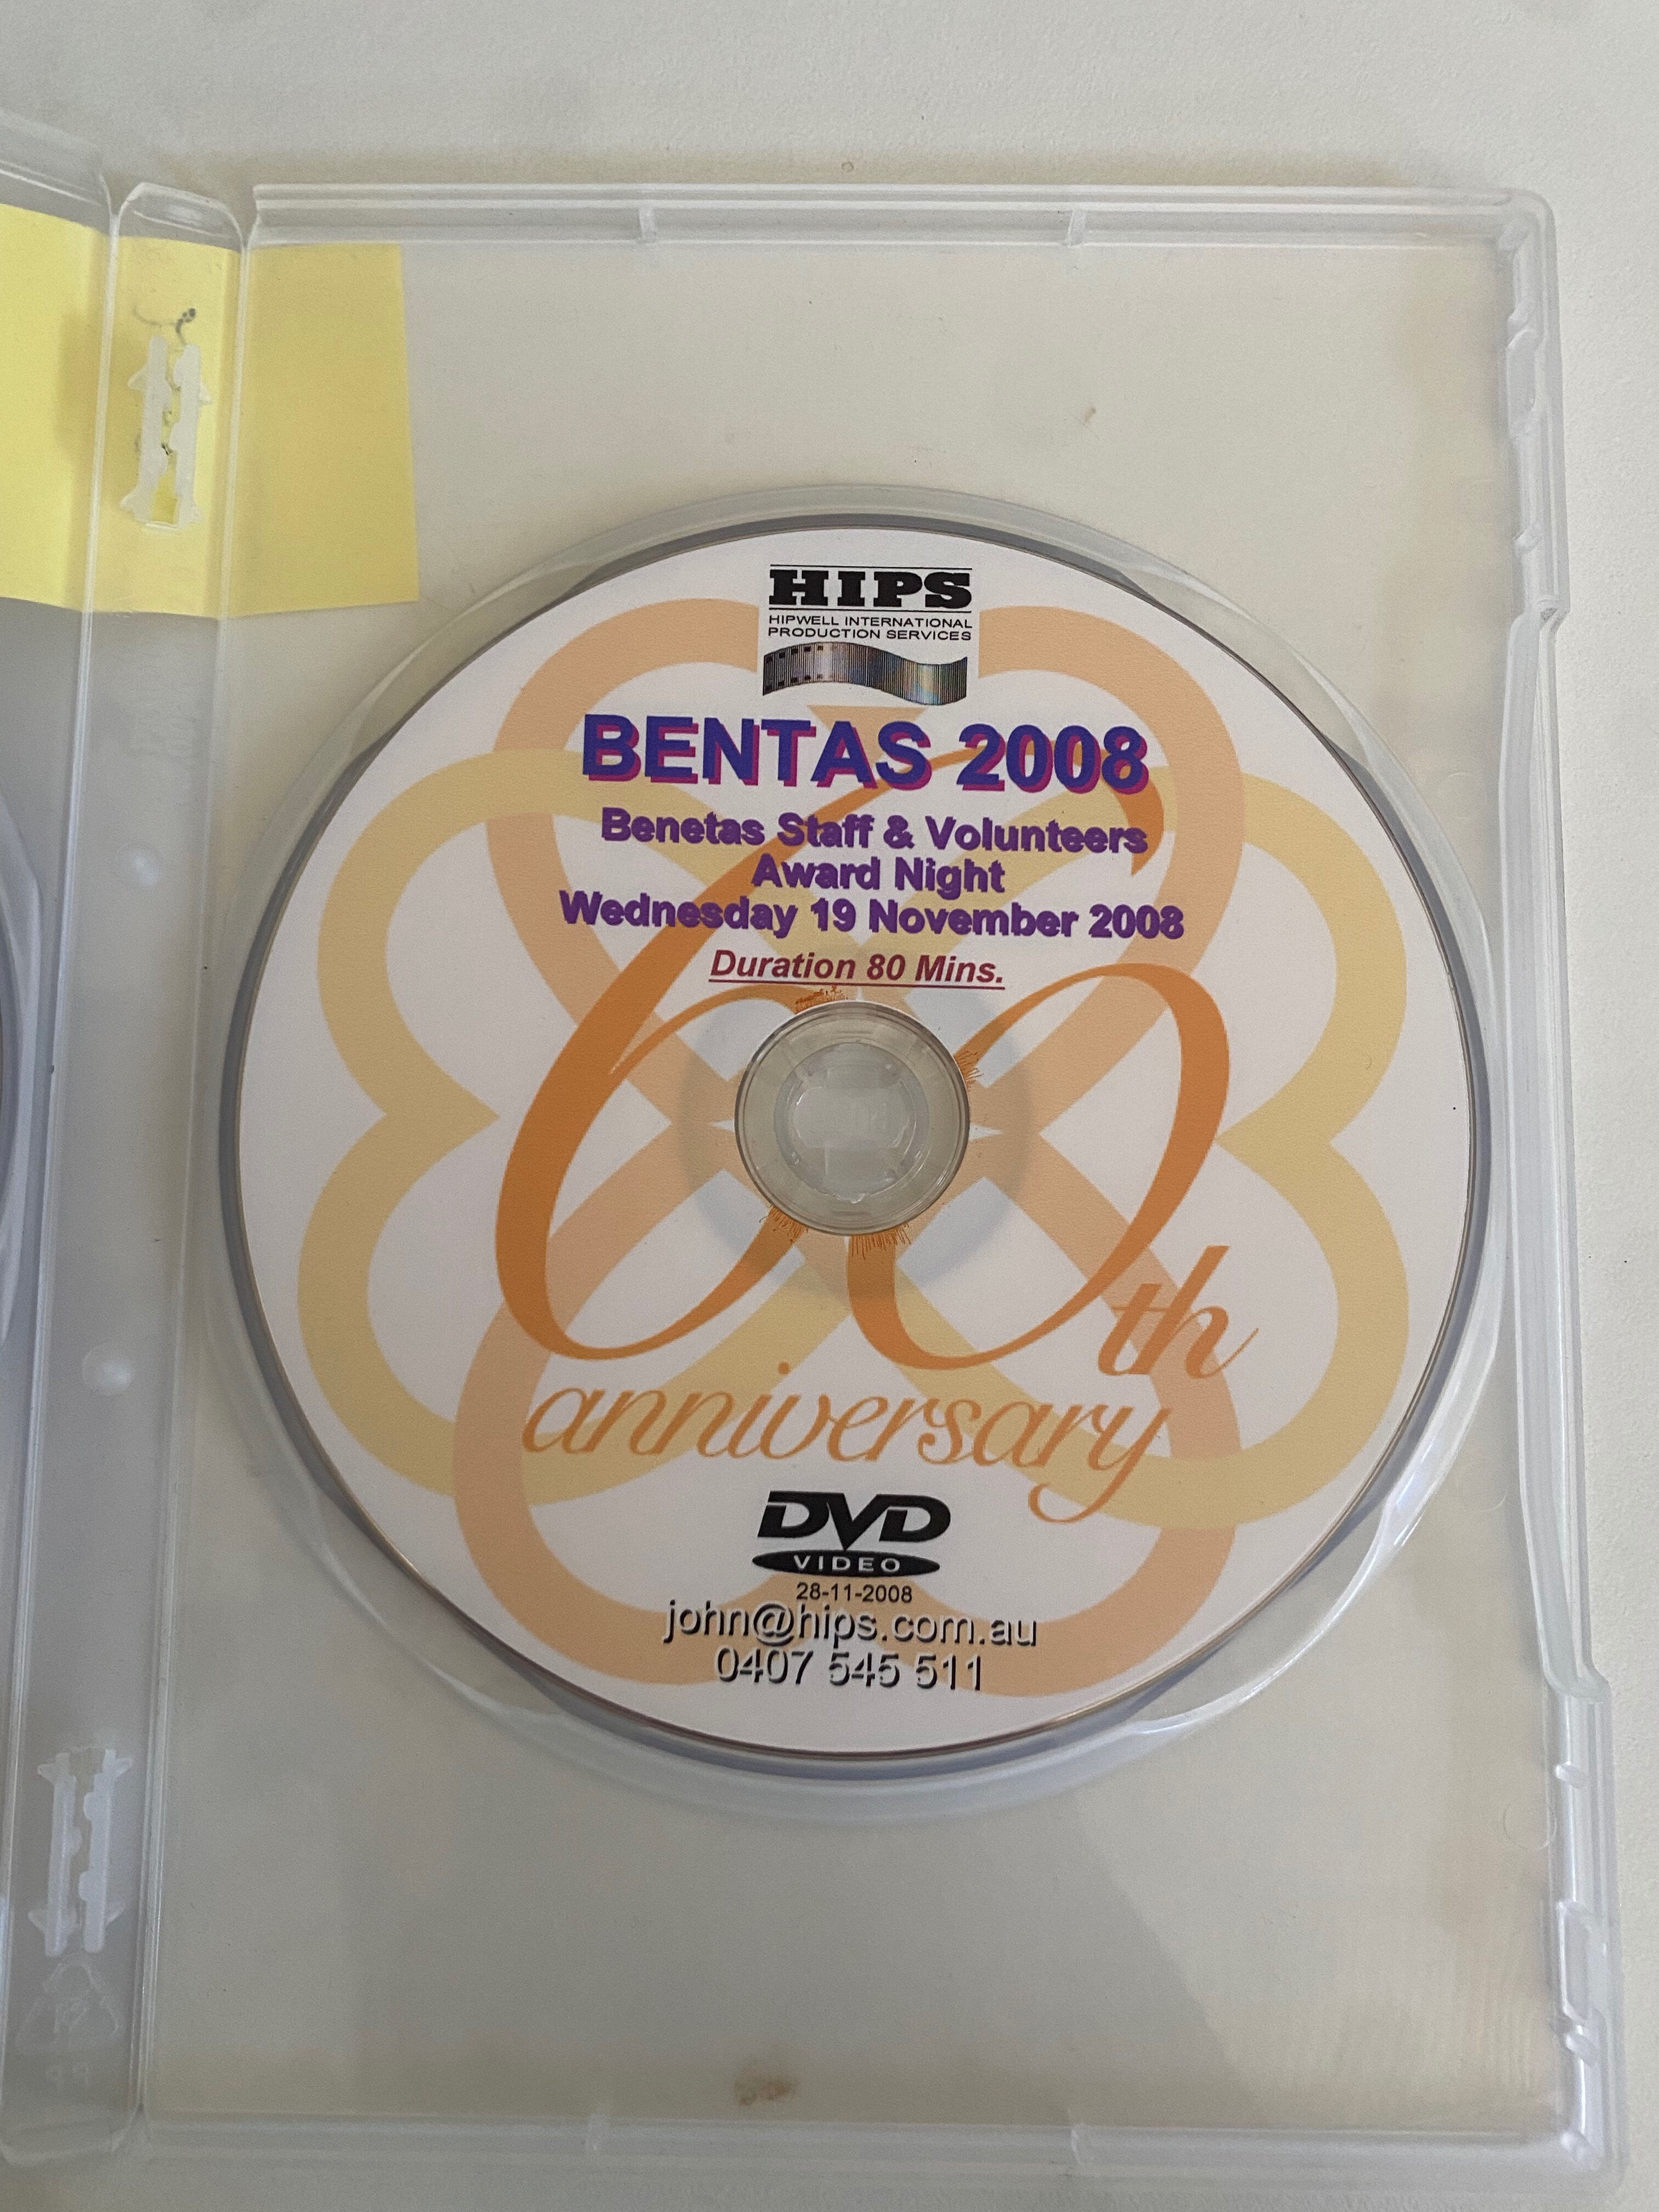 HIPS
HIPWELL INTERNATIONAL
PRODUCTION SERVICES
BENTAS 2008
Benetas Staff & Volunteers
Award Night
Wednesday 19 November 2008
Duration 80 Mins.
60th
anniversary
DVD
VIDEO
28-11-2008
john@hips.com.au
0407 545 511